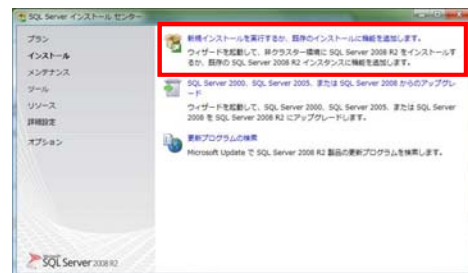 SQL Server インストール センター
プラン
インストール
メンテナンス
ツール
リソース
詳細設定
オプション
新規インストールを実行するか、既存のインストールに機能を追加します。
ウィザードを起動して、非クラスター環境に SQL Server 2008 R2 をインストールす
るか、既存の SQL Server 2008 R2 インスタンスに機能を追加します。
SQL Server 2000、SQL Server 2005、または SQL Server 2008 からのアップグレ
ード
ウィザードを起動して、SQL Server 2000、SQL Server 2005、または SQL Server
2008 を SQL Server 2008 R2 にアップグレードします。
更新プログラムの検索
Microsoft Update で SQL Server 2008 R2 製品の更新プログラムを検索します。
SQL Server 2008 R2